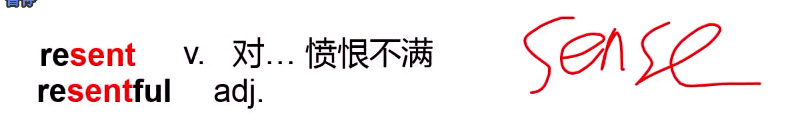 resent v. 对… 愤恨不满 sense
resentful adj.